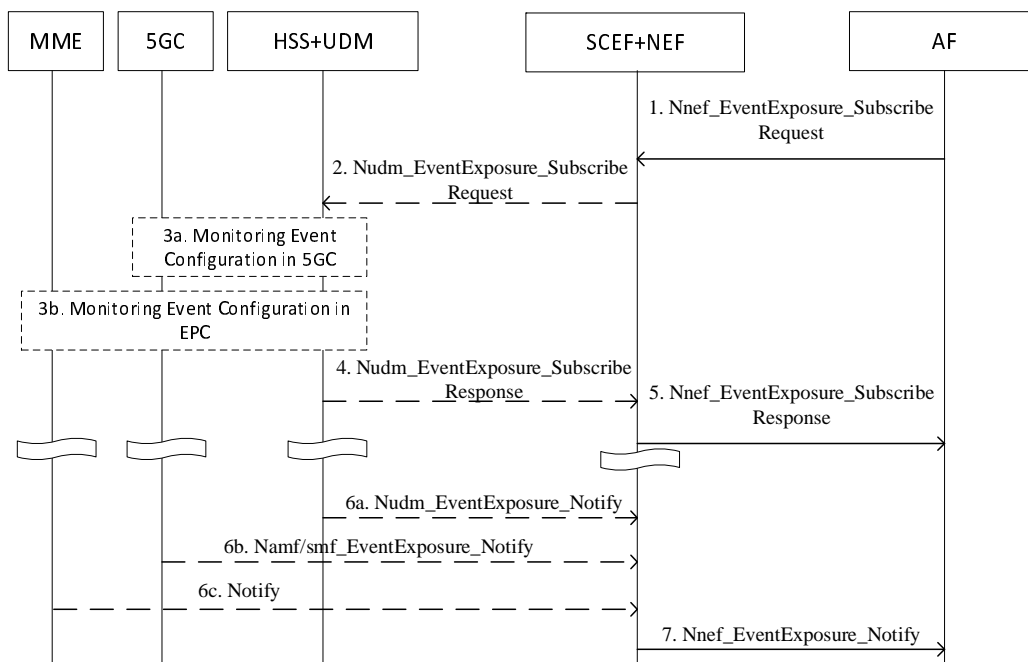 MME
5GC
HSS+UDM
SCEF+NEF
AF
1. Nnef_EventExposure_Subscribe
Request
2. Nudm_EventExposure_Subscribe
Request
3a. Monitoring Event
Configuration in 5GC
3b. Monitoring Event Configuration in
EPC
4. Nudm_EventExposure_Subscribe
Response
5. Nnef_EventExposure_Subscribe
Response
6a. Nudm_EventExposure_Notify
6b. Namf/smf_EventExposure_Notify
6c. Notify
7. Nnef_EventExposure_Notify